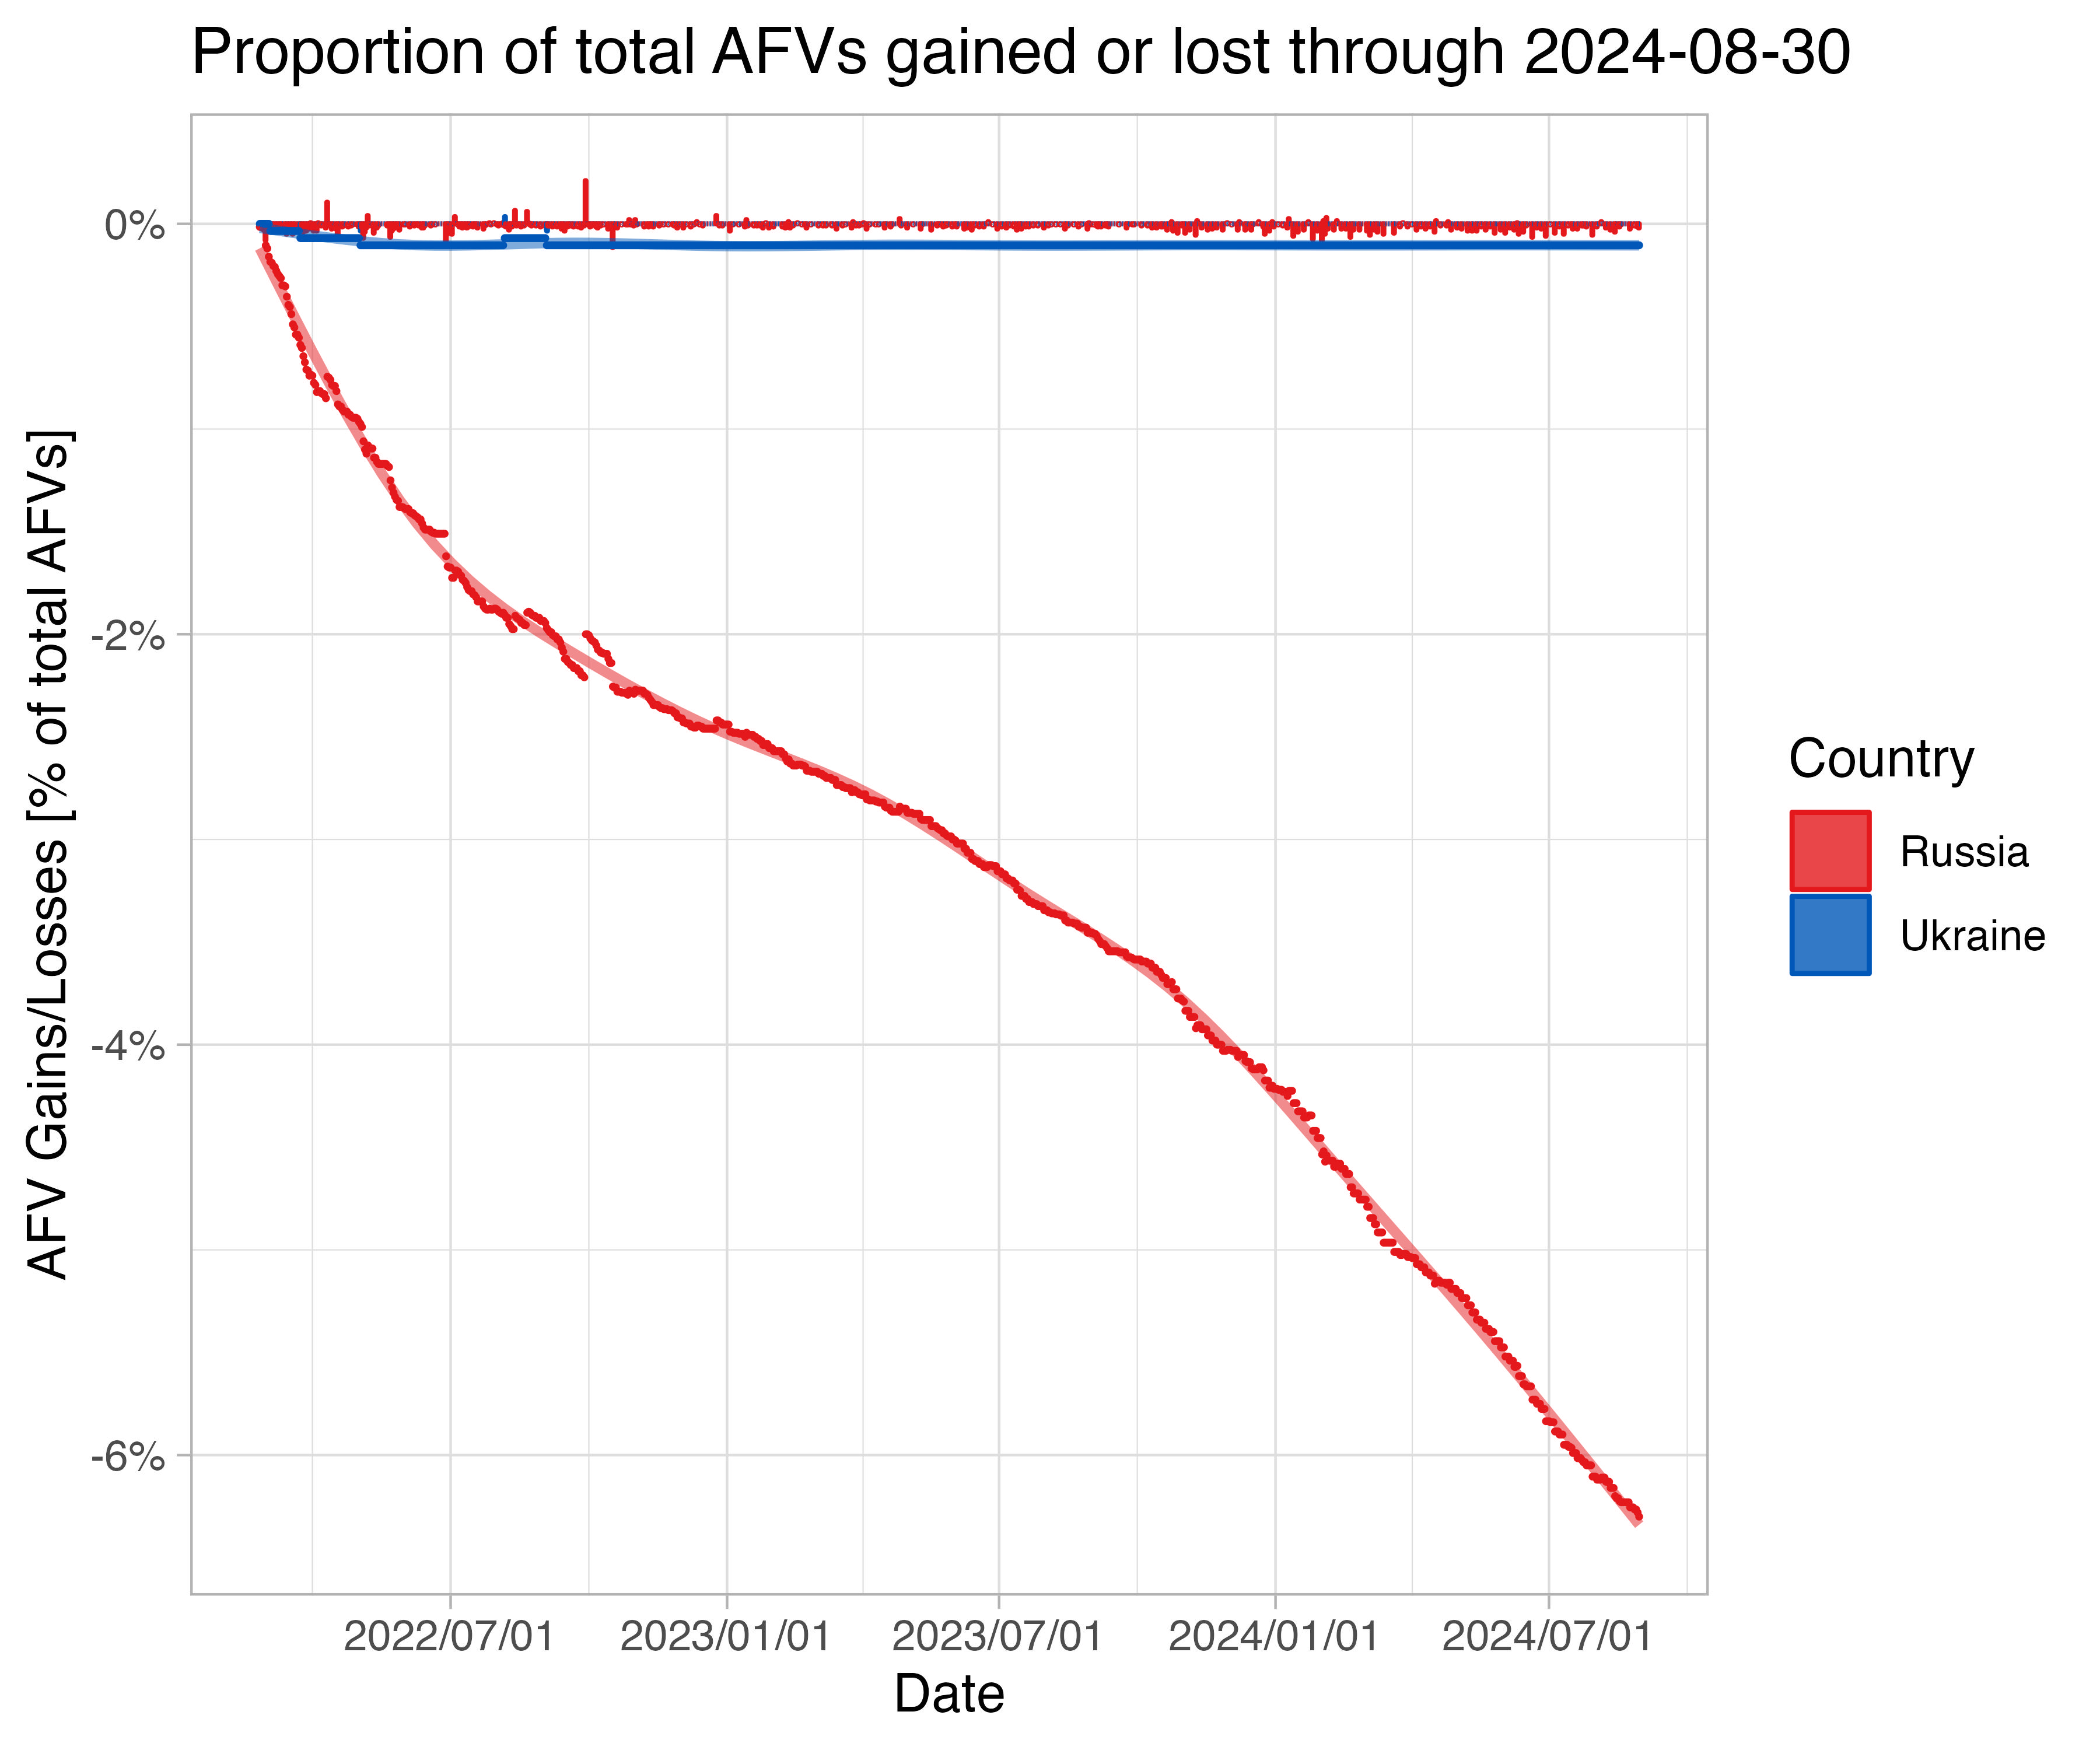 Proportion of total AFVs gained or lost through 2024-08-30
AFV Gains/Losses [% of total AFVs]
0%
-2%
-4%
-6%
2022/07/01
2023/01/01
2023/07/01
2024/01/01
2024/07/01
Date
Country
Russia
Ukraine